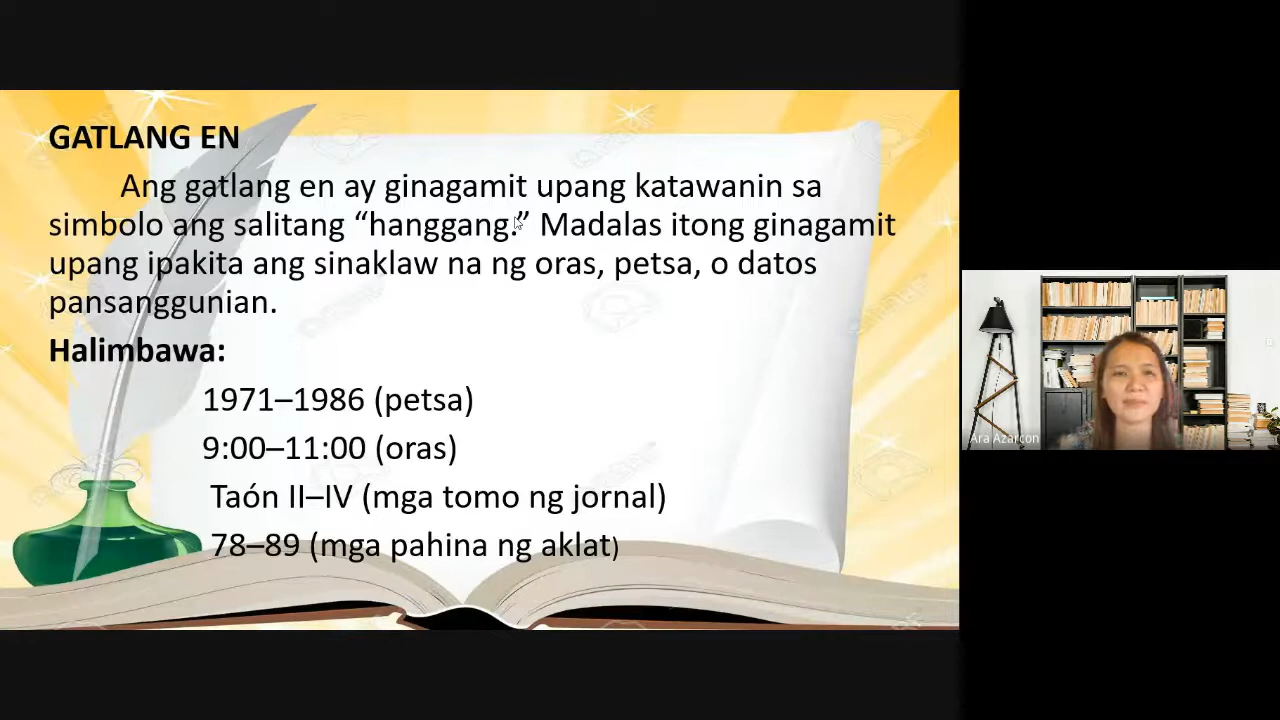 GATLANG EN
Ang gatlang en ay ginagamit upang katawanin sa
simbolo ang salitang “hanggang.” Madalas itong ginagamit
upang ipakita ang sinaklaw na ng oras, petsa, o datos
pansanggunian.
Halimbawa:
1971–1986 (petsa)
9:00–11:00 (oras)
Taón II–IV (mga tomo ng jornal)
78–89 (mga pahina ng aklat)
Ara Azarcon